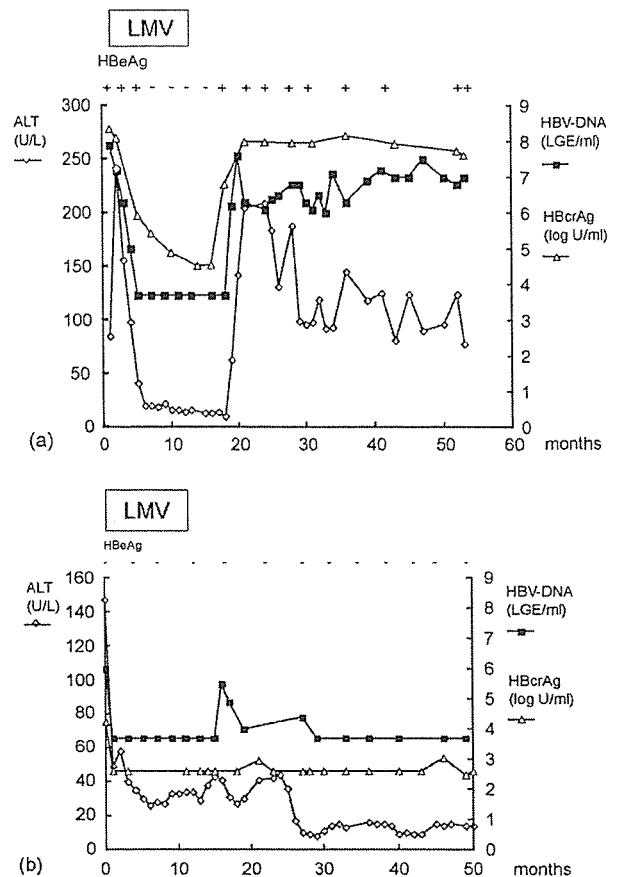 LMV
HBeAg
+ + + - - - - + + + + + + + + +
ALT
(U/L)
300
250
200
150
100
50
0
9
8
7
6
5
4
3
2
1
0
HBV-DNA
(LGE/ml)
HBcrAg
(log U/ml)
0 10 20 30 40 50 60 months
(a)
LMV
HBeAg
- - - - - - - - - - - - -
ALT
(U/L)
160
140
120
100
80
60
40
20
0
9
8
7
6
5
4
3
2
1
0
HBV-DNA
(LGE/ml)
HBcrAg
(log U/ml)
0 10 20 30 40 50 months
(b)